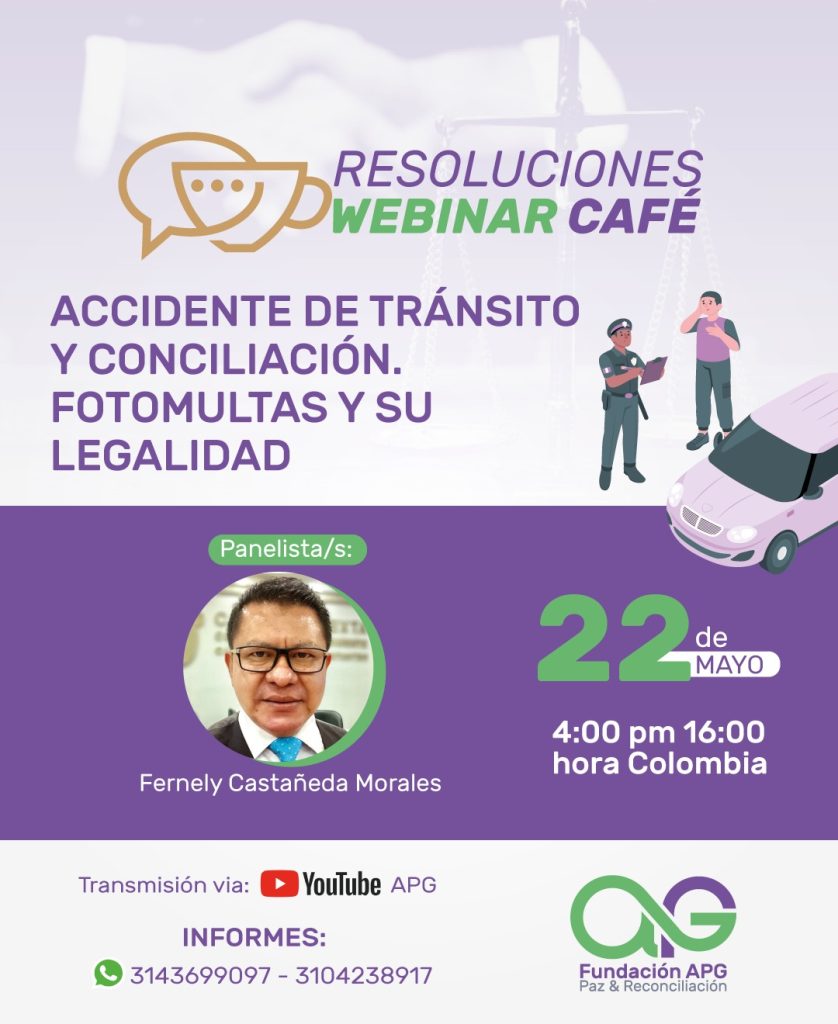 RESOLUCIONES
WEBINAR CAFÉ
ACCIDENTE DE TRÁNSITO
Y CONCILIACIÓN.
FOTOMULTAS Y SU
LEGALIDAD
Panelista/s:
Fernely Castañeda Morales
22 de
MAYO
4:00 pm 16:00
hora Colombia
Transmisión via: YouTube APG
INFORMES:
3143699097 - 3104238917
aPG
Fundación APG
Paz & Reconciliación